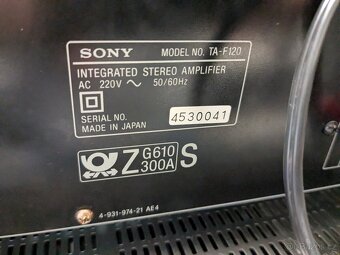 SONY MODEL NO. TA-F120
INTEGRATED STEREO AMPLIFIER
AC 220V ~ 50/60Hz
SERIAL NO. 4530041
MADE IN JAPAN
Z G610 300A S
4-931-974-21 AE4